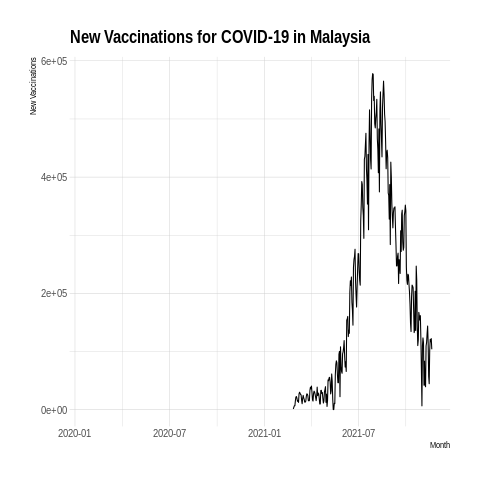 New Vaccinations for COVID-19 in Malaysia
New Vaccinations
6e+05
4e+05
2e+05
0e+00
2020-01 2020-07 2021-01 2021-07
Month